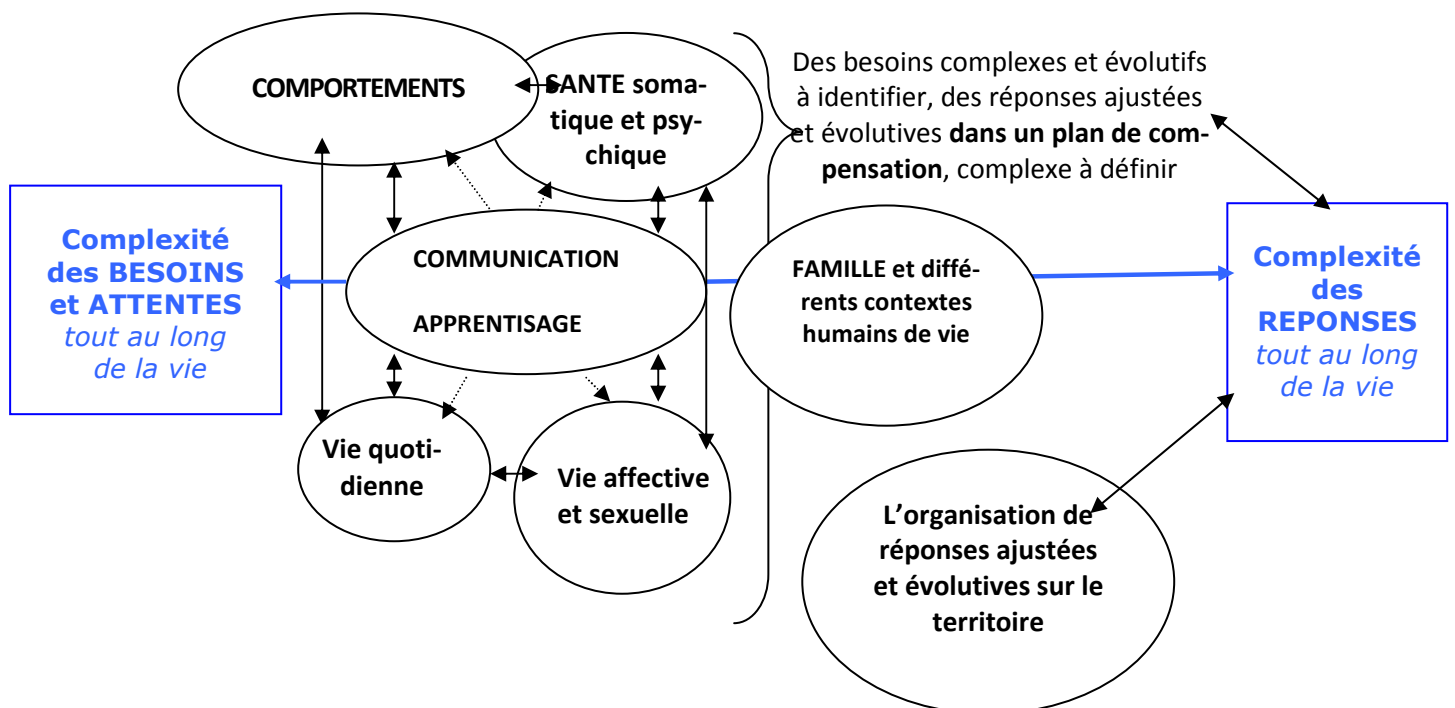 COMPORTEMENTS
SANTE soma-
tique et psy-
chique
Des besoins complexes et évolutifs
à identifier, des réponses ajustées
et évolutives dans un plan de com-
pensation, complexe à définir
Complexité
des BESOINS
et ATTENTES
tout au long
de la vie
COMMUNICATION
APPRENTISAGE
FAMILLE et diffé-
rents contextes
humains de vie
Complexité
des
REPONSES
tout au long
de la vie
Vie quoti-
dienne
Vie affective
et sexuelle
L’organisation de
réponses ajustées
et évolutives sur le
territoire